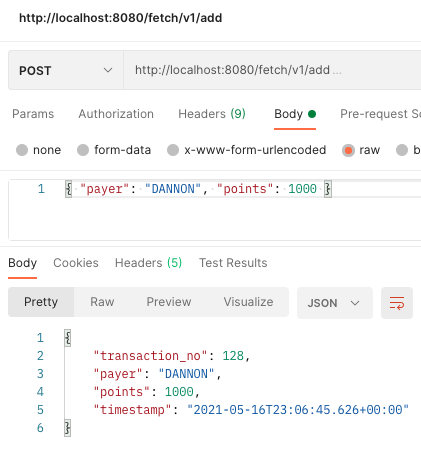 http://localhost:8080/fetch/v1/add
POST http://localhost:8080/fetch/v1/add ...
Params Authorization Headers (9) Body Pre-request S
none form-data x-www-form-urlencoded raw b
1 { "payer": "DANNON", "points": 1000 }
Body Cookies Headers (5) Test Results
Pretty Raw Preview Visualize JSON
1 {
2 "transaction_no": 128,
3 "payer": "DANNON",
4 "points": 1000,
5 "timestamp": "2021-05-16T23:06:45.626+00:00"
6 }